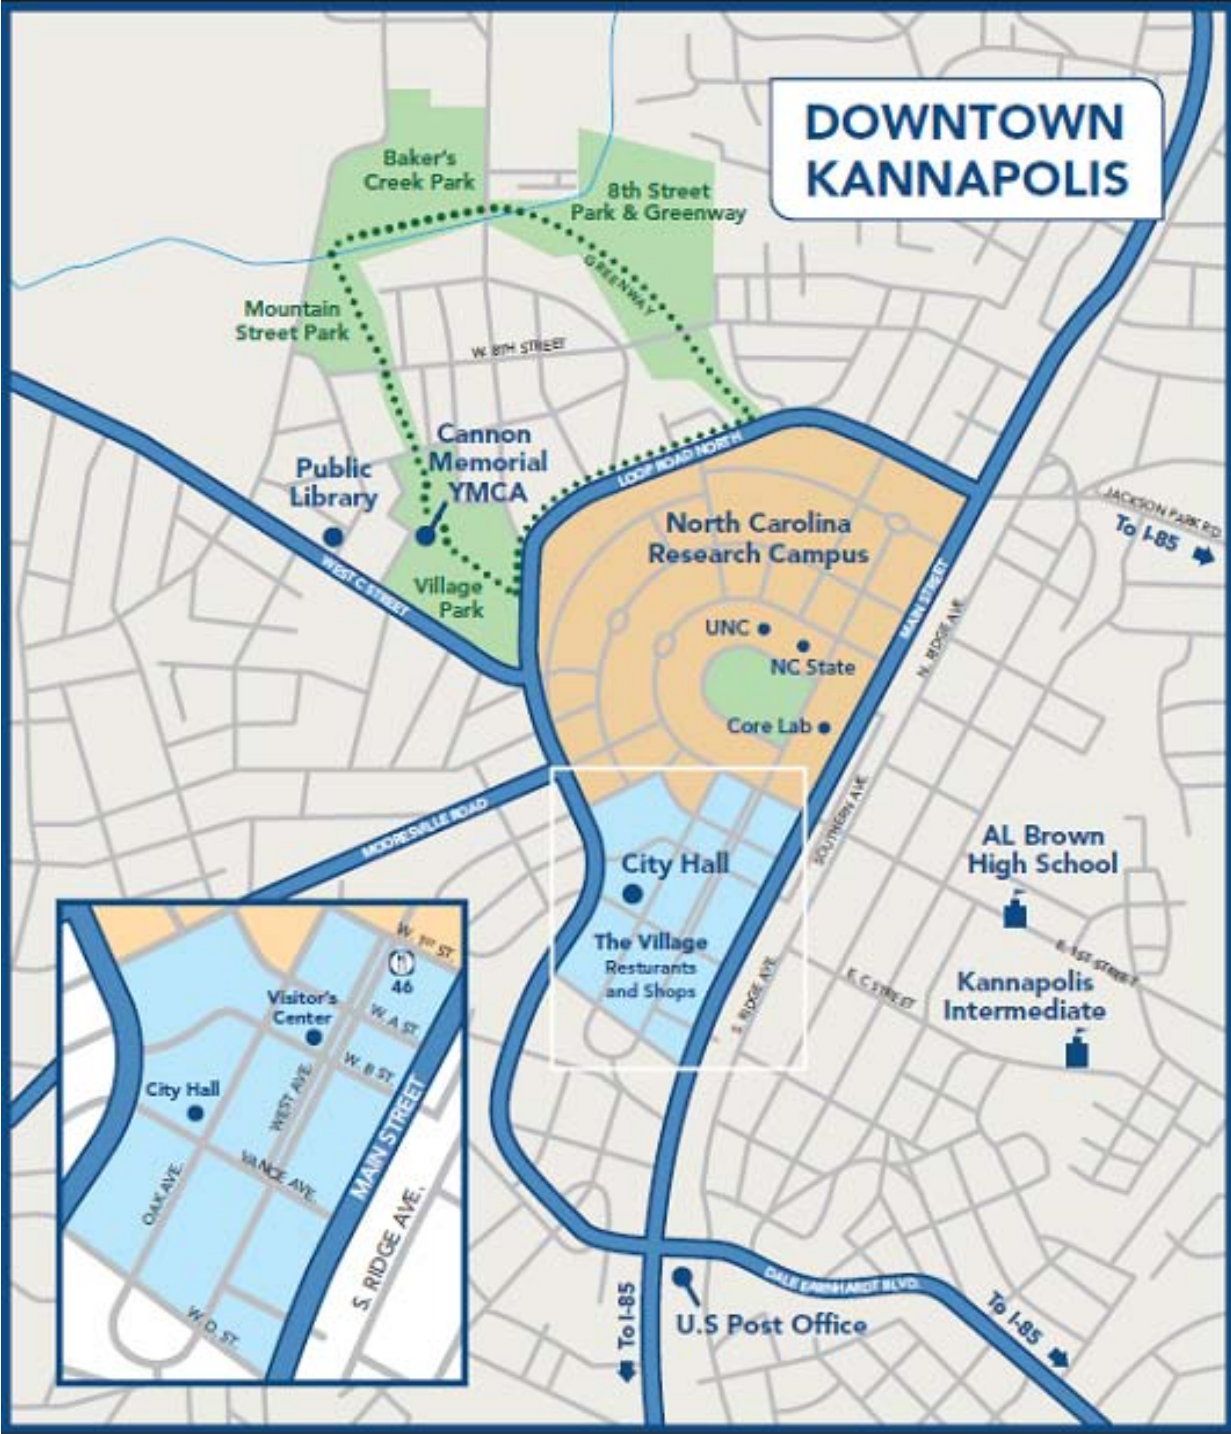 DOWNTOWN
KANNAPOLIS
Baker's
Creek Park
8th Street
Park & Greenway
GREENWAY
Mountain
Street Park
W. 8TH STREET
Cannon
Memorial
YMCA
Public
Library
LOOP ROAD NORTH
JACKSON PARK RD.
To I-85
North Carolina
Research Campus
WEST C STREET
Village
Park
MAIN STREET
N. RIDGE AVE.
UNC
NC State
Core Lab
MOORESVILLE ROAD
SOUTHERN AVE.
AL Brown
High School
City Hall
The Village
Resturants
and Shops
E. 1ST STREET
E. C STREET
S. RIDGE AVE.
Kannapolis
Intermediate
W. 1ST ST.
46
Visitor's
Center
W. A ST.
W. B ST.
City Hall
WEST AVE.
MAIN STREET
VANCE AVE.
OAK AVE.
S. RIDGE AVE.
W. D. ST.
DALE EARNHARDT BLVD.
To I-85
U.S Post Office
To I-85